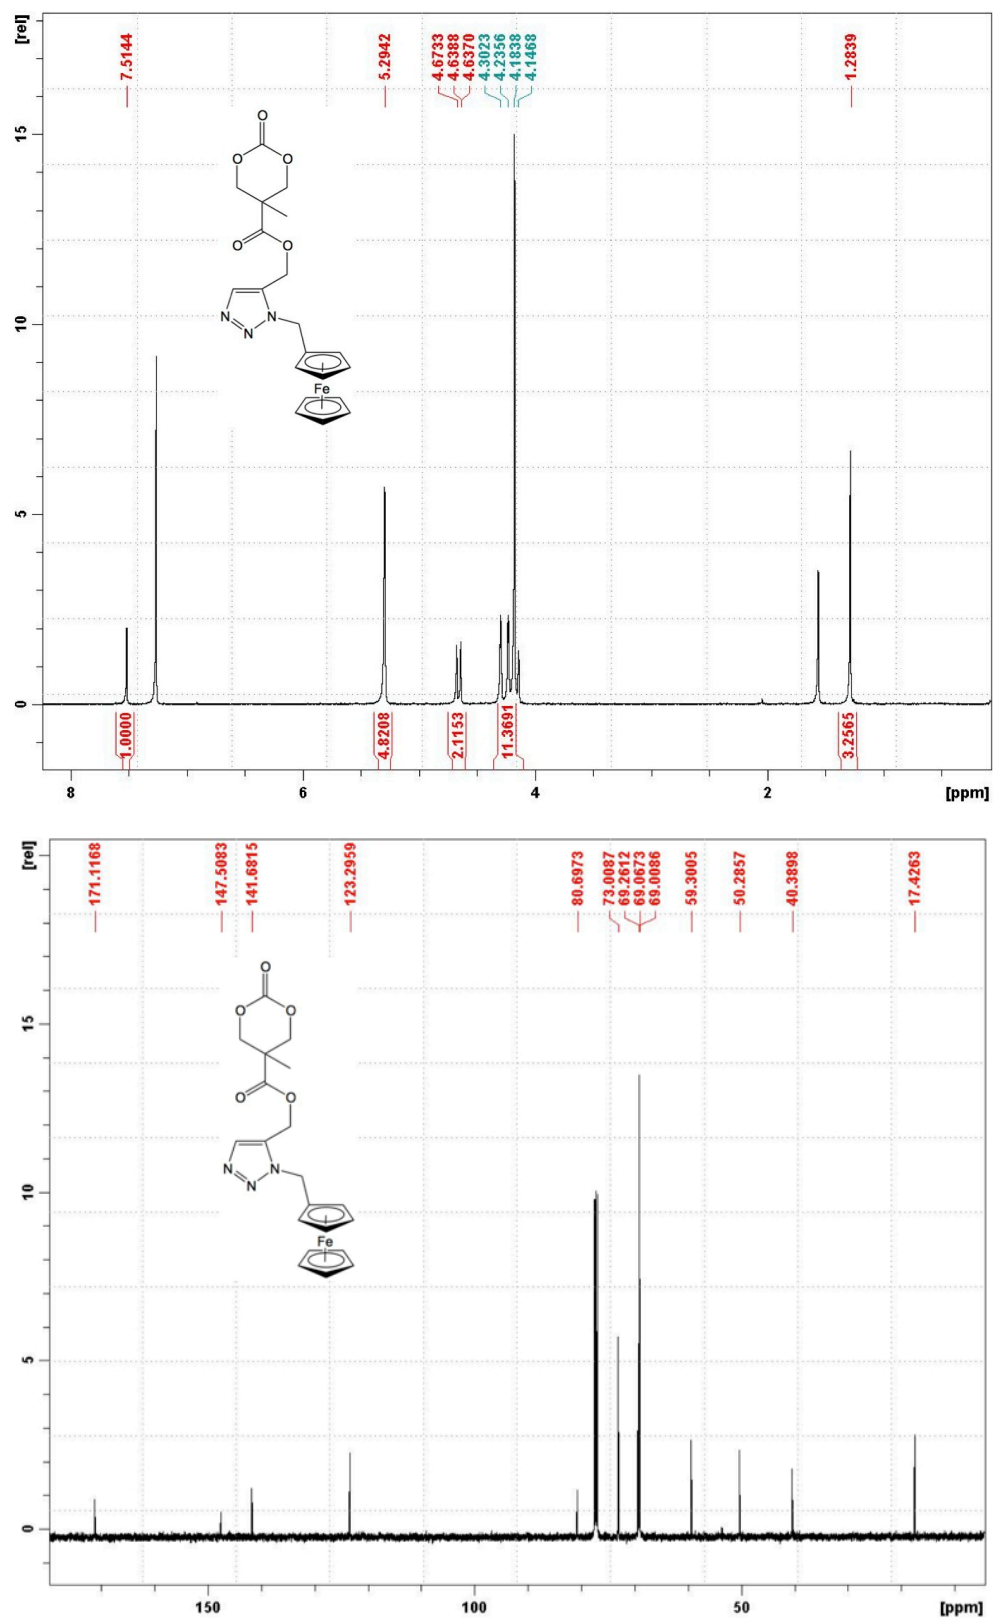 [rel]
7.5144
5.2942
4.6733
4.6388
4.6370
4.3023
4.2356
4.1838
4.1468
1.2839
15
10
5
0
O
O O
O O
N N
N
Fe
1.0000
4.8208
2.1153
11.3691
3.2565
8 6 4 2 [ppm]
[rel]
171.1168
147.5083
141.6815
123.2959
80.6973
73.0087
69.2612
69.0673
69.0086
59.3005
50.2857
40.3898
17.4263
15
10
5
0
O
O O
O O
N N
N
Fe
150 100 50 [ppm]